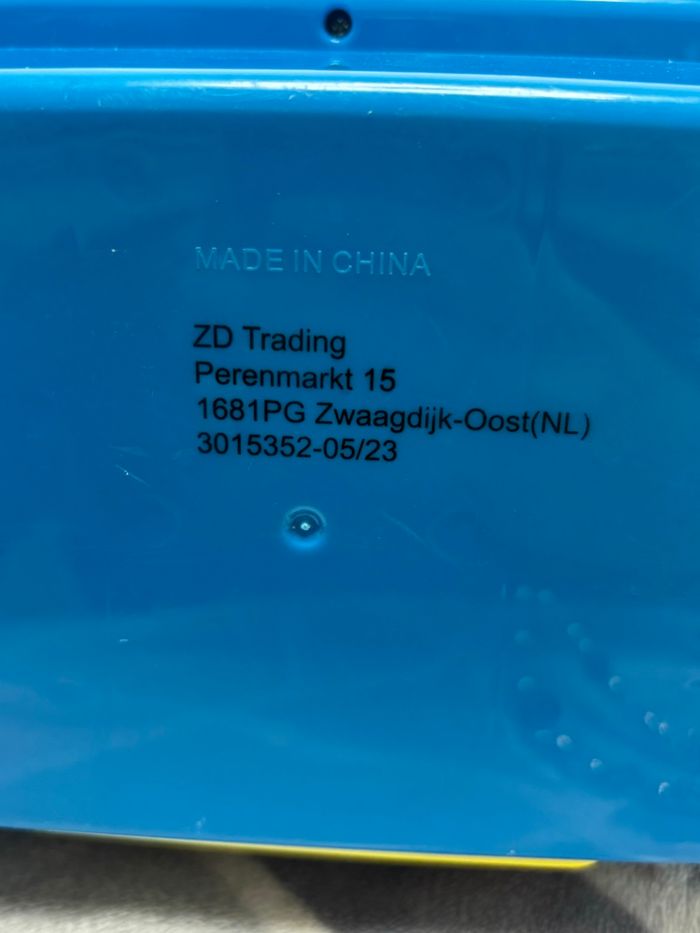 MADE IN CHINA
ZD Trading
Perenmarkt 15
1681PG Zwaagdijk-Oost(NL)
3015352-05/23